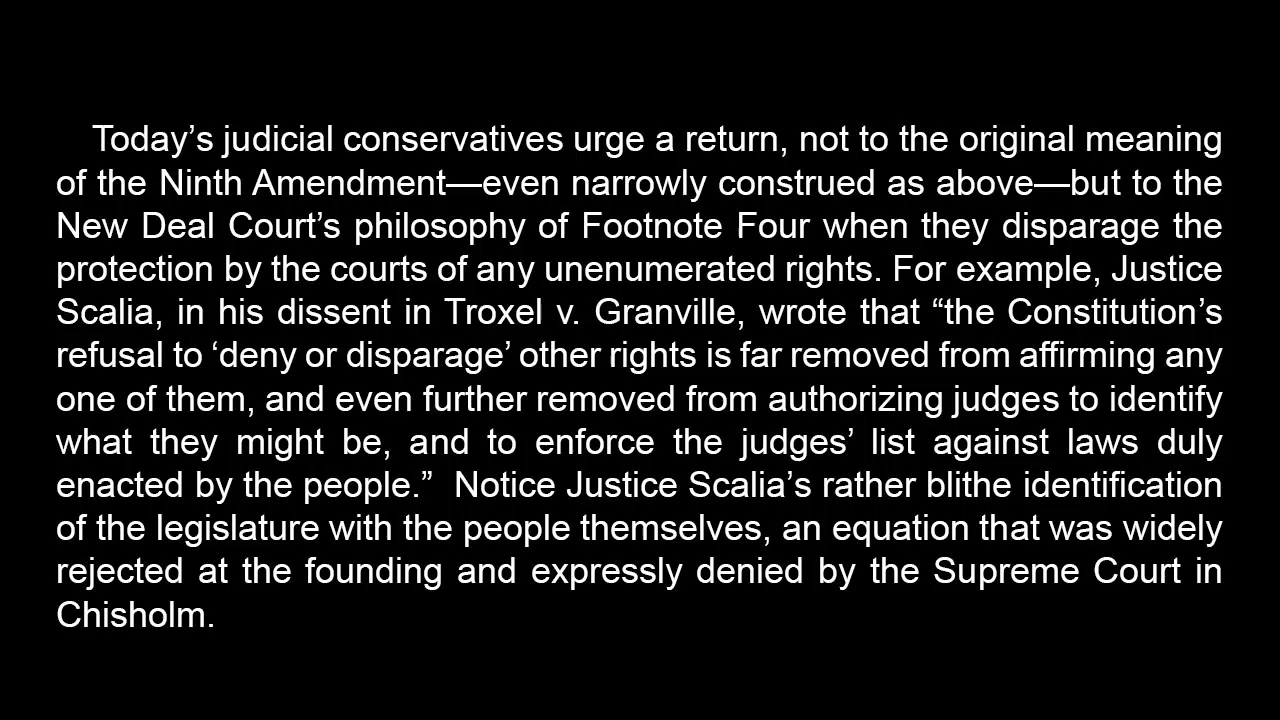 Today’s judicial conservatives urge a return, not to the original meaning
of the Ninth Amendment—even narrowly construed as above—but to the
New Deal Court’s philosophy of Footnote Four when they disparage the
protection by the courts of any unenumerated rights. For example, Justice
Scalia, in his dissent in Troxel v. Granville, wrote that “the Constitution’s
refusal to ‘deny or disparage’ other rights is far removed from affirming any
one of them, and even further removed from authorizing judges to identify
what they might be, and to enforce the judges’ list against laws duly
enacted by the people.”  Notice Justice Scalia’s rather blithe identification
of the legislature with the people themselves, an equation that was widely
rejected at the founding and expressly denied by the Supreme Court in
Chisholm.